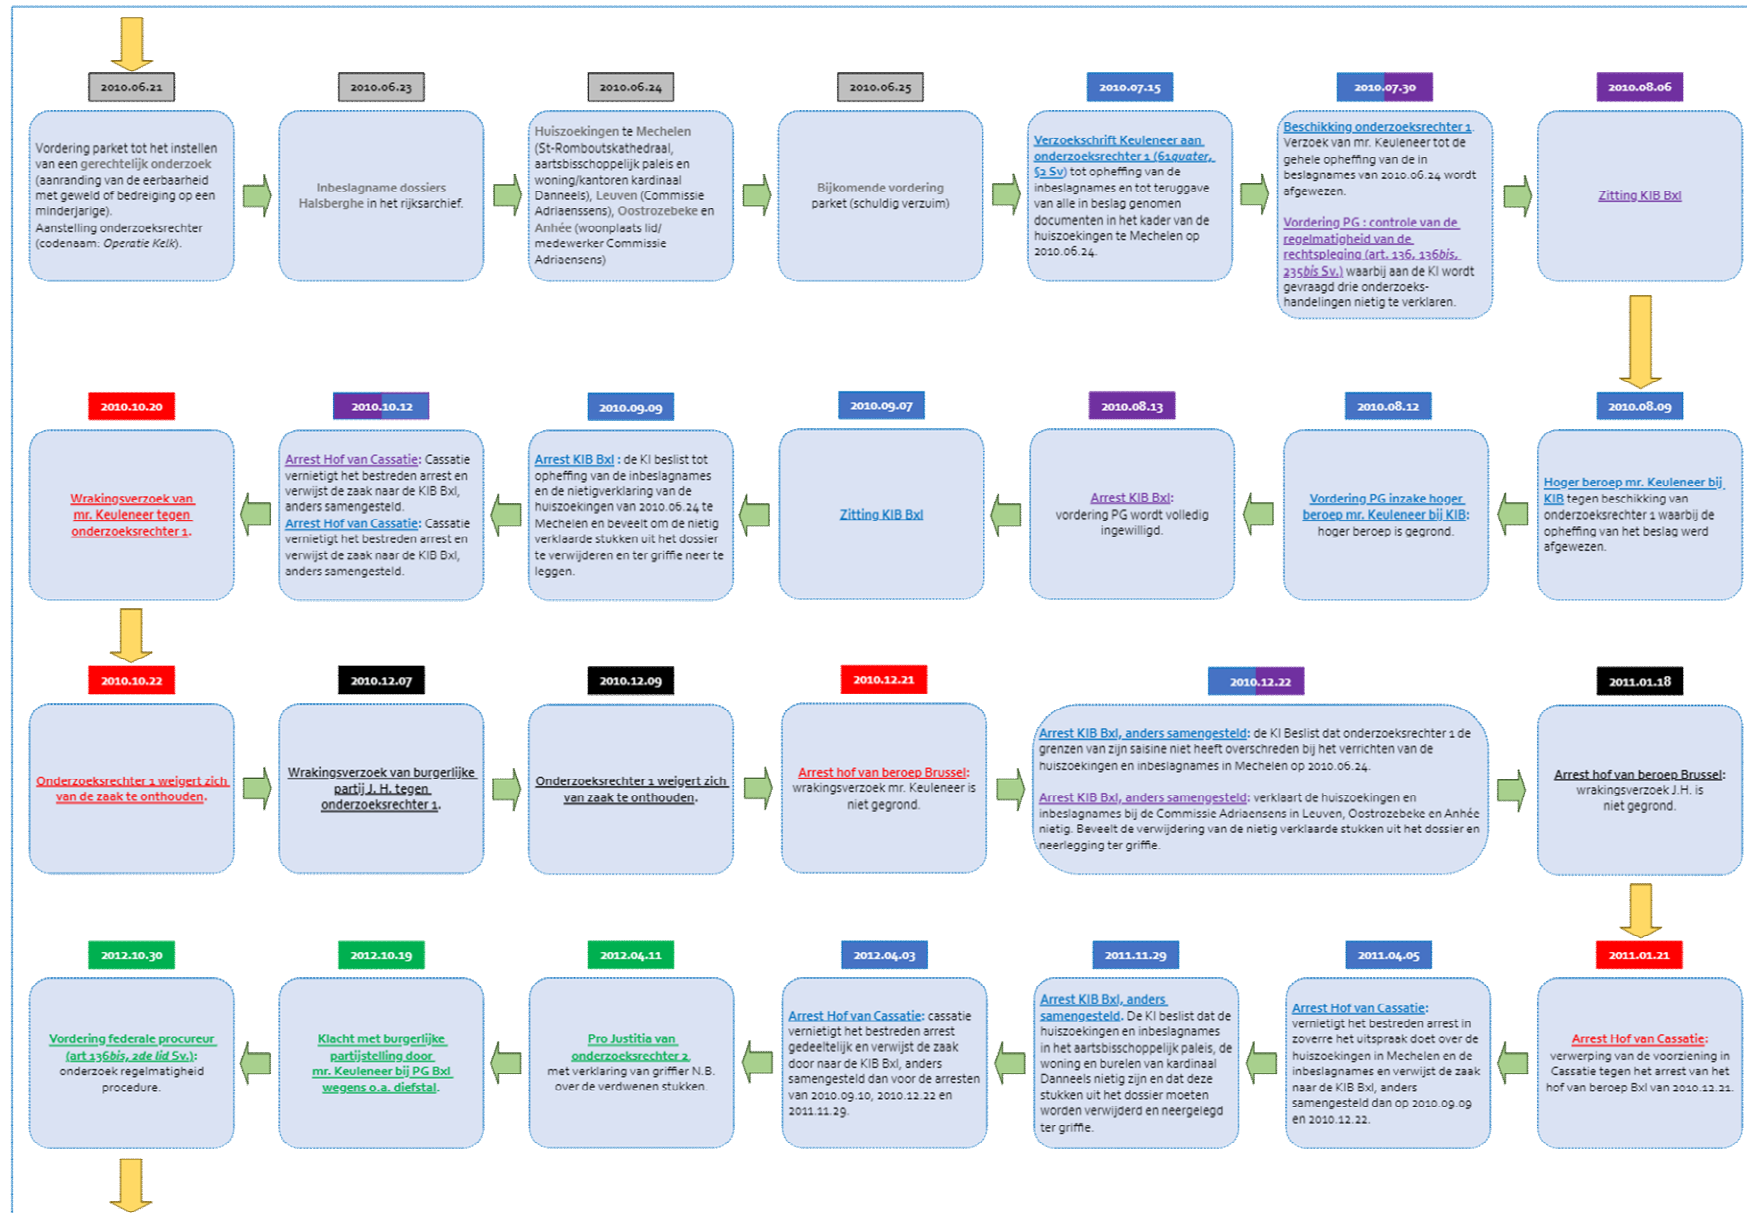 2010.06.21
Vordering parket tot het instellen
van een gerechtelijk onderzoek
(aanranding van de eerbaarheid
met geweld of bedreiging op een
minderjarige).
Aanstelling onderzoeksrechter
(codenaam: Operatie Kelk).
2010.06.23
Inbeslagname dossiers
Halsberghe in het rijksarchief.
2010.06.24
Huiszoekingen te Mechelen
(St-Romboutskathedraal,
aartsbisschoppelijk paleis en
woning/kantoren kardinaal
Danneels), Leuven (Commissie
Adriaenssens), Oostrozebeke en
Anhée (woonplaats lid/
medewerker Commissie
Adriaensens)
2010.06.25
Bijkomende vordering
parket (schuldig verzuim)
2010.07.15
Verzoekschrift Keuleneer aan
onderzoeksrechter 1 (61quater,
§2 Sv) tot opheffing van de
inbeslagnames en tot teruggave
van alle in beslag genomen
documenten in het kader van de
huiszoekingen te Mechelen op
2010.06.24.
2010.07.30
Beschikking onderzoeksrechter 1.
Verzoek van mr. Keuleneer tot de
gehele opheffing van de in
beslagnames van 2010.06.24 wordt
afgewezen.
Vordering PG : controle van de
regelmatigheid van de
rechtspleging (art. 136, 136bis,
235bis Sv.) waarbij aan de KI wordt
gevraagd drie onderzoeks-
handelingen nietig te verklaren.
2010.08.06
Zitting KIB Bxl
2010.08.09
Hoger beroep mr. Keuleneer bij
KIB tegen beschikking van
onderzoeksrechter 1 waarbij de
opheffing van het beslag werd
afgewezen.
2010.08.12
Vordering PG inzake hoger
beroep mr. Keuleneer bij KIB:
hoger beroep is gegrond.
2010.08.13
Arrest KIB Bxl:
vordering PG wordt volledig
ingewilligd.
2010.09.07
Zitting KIB Bxl
2010.09.09
Arrest KIB Bxl : de KI beslist tot
opheffing van de inbeslagnames
en de nietigverklaring van de
huiszoekingen van 2010.06.24 te
Mechelen en beveelt om de nietig
verklaarde stukken uit het dossier
te verwijderen en ter griffie neer te
leggen.
2010.10.12
Arrest Hof van Cassatie: Cassatie
vernietigt het bestreden arrest en
verwijst de zaak naar de KIB Bxl,
anders samengesteld.
Arrest Hof van Cassatie: Cassatie
vernietigt het bestreden arrest en
verwijst de zaak naar de KIB Bxl,
anders samengesteld.
2010.10.20
Wrakingsverzoek van
mr. Keuleneer tegen
onderzoeksrechter 1.
2010.10.22
Onderzoeksrechter 1 weigert zich
van de zaak te onthouden.
2010.12.07
Wrakingsverzoek van burgerlijke
partij J. H. tegen
onderzoeksrechter 1.
2010.12.09
Onderzoeksrechter 1 weigert zich
van zaak te onthouden.
2010.12.21
Arrest hof van beroep Brussel:
wrakingsverzoek mr. Keuleneer is
niet gegrond.
2010.12.22
Arrest KIB Bxl, anders samengesteld: de KI Beslist dat onderzoeksrechter 1 de
grenzen van zijn saisine niet heeft overschreden bij het verrichten van de
huiszoekingen en inbeslagnames in Mechelen op 2010.06.24.
Arrest KIB Bxl, anders samengesteld: verklaart de huiszoekingen en
inbeslagnames bij de Commissie Adriaensens in Leuven, Oostrozebeke en Anhée
nietig. Beveelt de verwijdering van de nietig verklaarde stukken uit het dossier en
neerlegging ter griffie.
2011.01.18
Arrest hof van beroep Brussel:
wrakingsverzoek J.H. is
niet gegrond.
2011.01.21
Arrest Hof van Cassatie:
verwerping van de voorziening in
Cassatie tegen het arrest van het
hof van beroep Bxl van 2010.12.21.
2011.04.05
Arrest Hof van Cassatie:
vernietigt het bestreden arrest in
zoverre het uitspraak doet over de
huiszoekingen in Mechelen en de
inbeslagnames en verwijst de zaak
naar de KIB Bxl, anders
samengesteld dan op 2010.09.09
en 2010.12.22.
2011.11.29
Arrest KIB Bxl, anders
samengesteld. De KI beslist dat de
huiszoekingen en inbeslagnames
in het aartsbisschoppelijk paleis, de
woning en burelen van kardinaal
Danneels nietig zijn en dat deze
stukken uit het dossier moeten
worden verwijderd en neergelegd
ter griffie.
2012.04.03
Arrest Hof van Cassatie: cassatie
vernietigt het bestreden arrest
gedeeltelijk en verwijst de zaak
door naar de KIB Bxl, anders
samengesteld dan voor de arresten
van 2010.09.10, 2010.12.22 en
2011.11.29.
2012.04.11
Pro Justitia van
onderzoeksrechter 2,
met verklaring van griffier N.B.
over de verdwenen stukken.
2012.10.19
Klacht met burgerlijke
partijstelling door
mr. Keuleneer bij PG Bxl
wegens o.a. diefstal.
2012.10.30
Vordering federale procureur
(art 136bis, 2de lid Sv.):
onderzoek regelmatigheid
procedure.